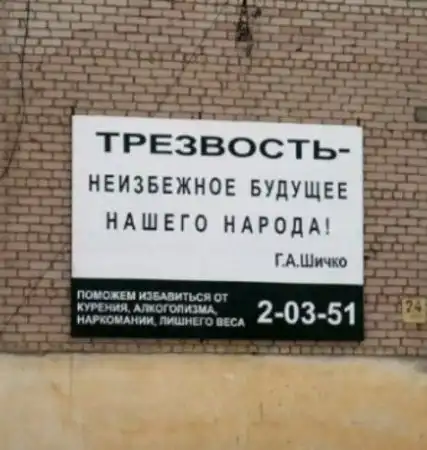 ТРЕЗВОСТЬ-
НЕИЗБЕЖНОЕ БУДУЩЕЕ
НАШЕГО НАРОДА!
Г.А.Шичко
ПОМОЖЕМ ИЗБАВИТЬСЯ ОТ
КУРЕНИЯ, АЛКОГОЛИЗМА,
НАРКОМАНИИ, ЛИШНЕГО ВЕСА
2-03-51
24